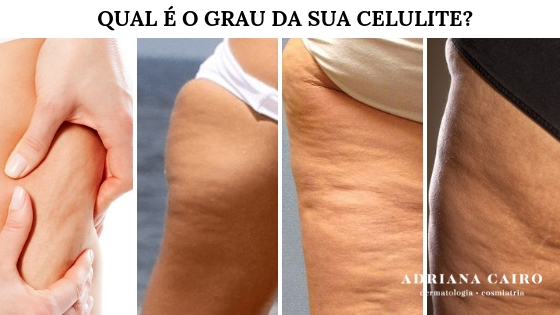 QUAL É O GRAU DA SUA CELULITE?
ADRIANA CAIRO
dermatologia • cosmiatria